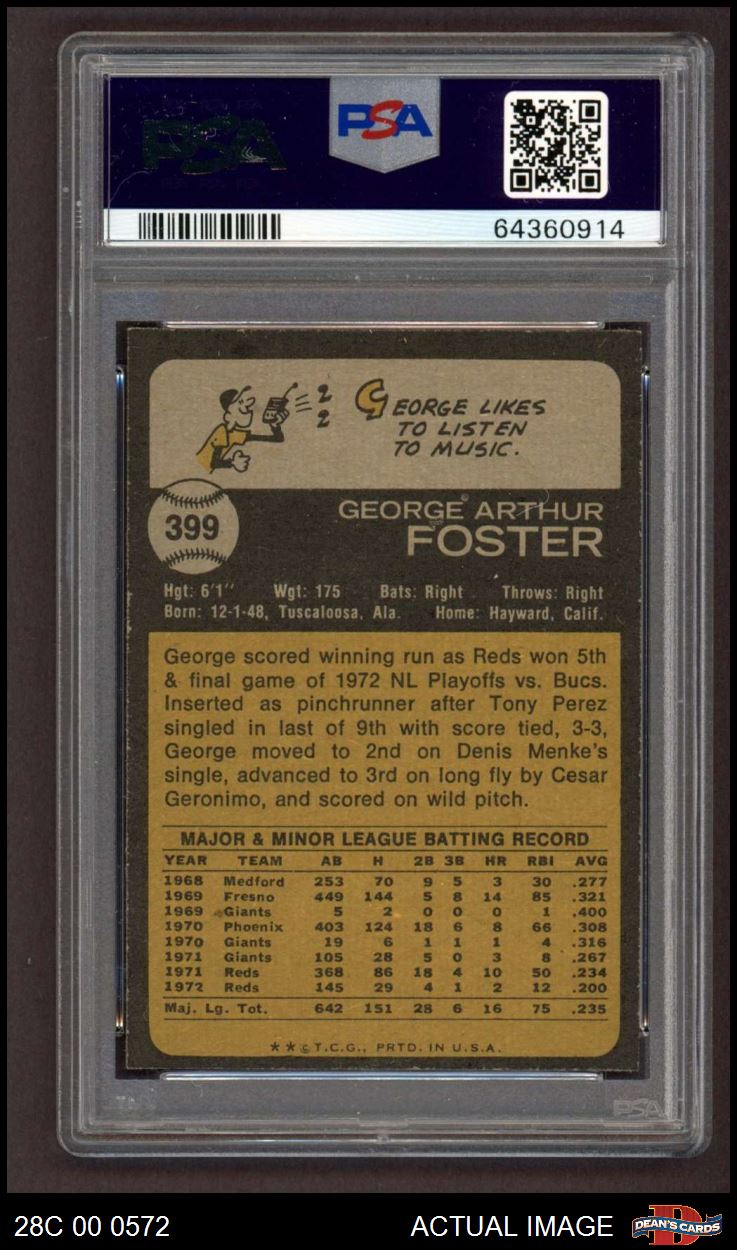 PSA
PSA
64360914
GEORGE LIKES
TO LISTEN
TO MUSIC.
399
GEORGE ARTHUR
FOSTER
Hgt: 6'1" Wgt: 175 Bats: Right Throws: Right
Born: 12-1-48, Tuscaloosa, Ala. Home: Hayward, Calif.
George scored winning run as Reds won 5th
& final game of 1972 NL Playoffs vs. Bucs.
Inserted as pinchrunner after Tony Perez
singled in last of 9th with score tied, 3-3,
George moved to 2nd on Denis Menke's
single, advanced to 3rd on long fly by Cesar
Geronimo, and scored on wild pitch.
MAJOR & MINOR LEAGUE BATTING RECORD
YEAR TEAM AB H 2B 3B HR RBI AVG
1968 Medford 253 70 9 5 3 30 .277
1969 Fresno 449 144 5 8 14 85 .321
1969 Giants 5 2 0 0 0 1 .400
1970 Phoenix 403 124 18 6 8 66 .308
1970 Giants 19 6 1 1 1 4 .316
1971 Giants 105 28 5 0 3 8 .267
1971 Reds 368 86 18 4 10 50 .234
1972 Reds 145 29 4 1 2 12 .200
Maj. Lg. Tot. 642 151 28 6 16 75 .235
**© T.C.G., PRTD. IN U.S.A.
PSA
28C 00 0572 ACTUAL IMAGE DEAN'S CARDS